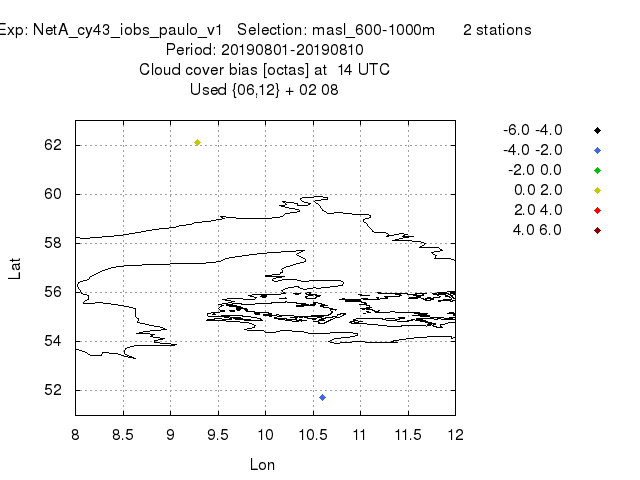 Exp: NetA_cy43_iobs_paulo_v1   Selection: masl_600-1000m      2 stations
Period: 20190801-20190810
Cloud cover bias [octas] at  14 UTC
Used {06,12} + 02 08
-6.0 -4.0
-4.0 -2.0
-2.0 0.0
0.0 2.0
2.0 4.0
4.0 6.0
Lat
62
60
58
56
54
52
8 8.5 9 9.5 10 10.5 11 11.5 12
Lon